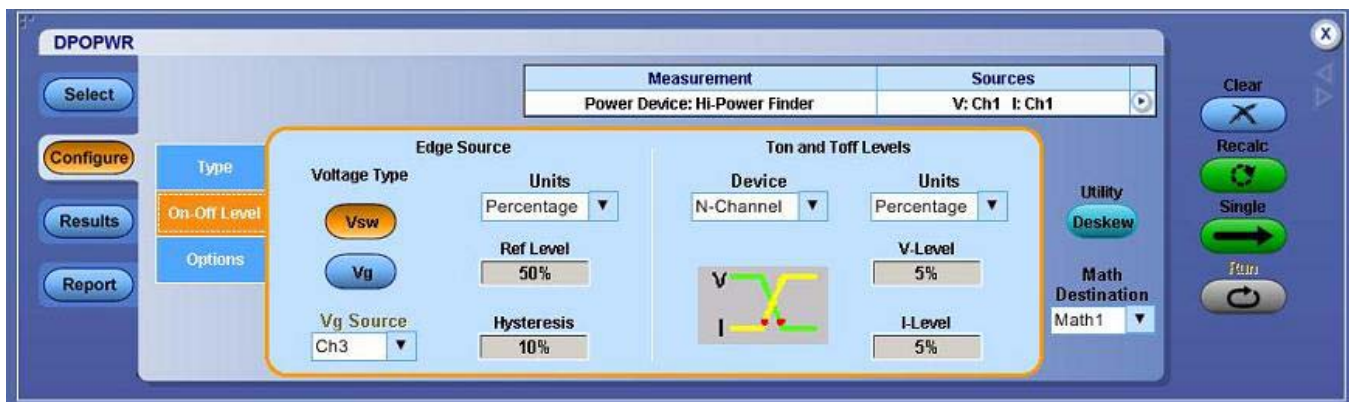 DPOPWR
X
Select
Configure
Results
Report
Measurement
Sources
Power Device: Hi-Power Finder
V: Ch1 I: Ch1
Type
On-Off Level
Options
Edge Source
Voltage Type
Vsw
Vg
Vg Source
Ch3
Units
Percentage
Ref Level
50%
Hysteresis
10%
Ton and Toff Levels
Device
N-Channel
V
I
Units
Percentage
V-Level
5%
I-Level
5%
Utility
Deskew
Math
Destination
Math1
Clear
Recalc
Single
Run